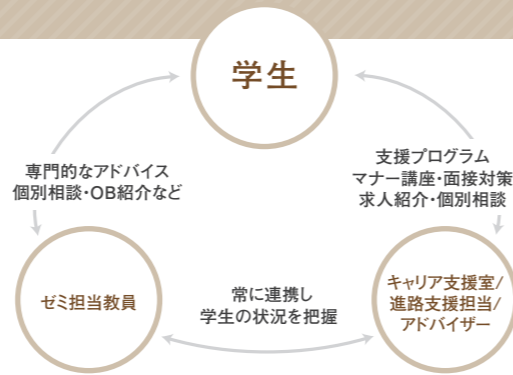 学生
専門的なアドバイス
個別相談・OB紹介など
支援プログラム
マナー講座・面接対策
求人紹介・個別相談
ゼミ担当教員
常に連携し
学生の状況を把握
キャリア支援室/
進路支援担当/
アドバイザー